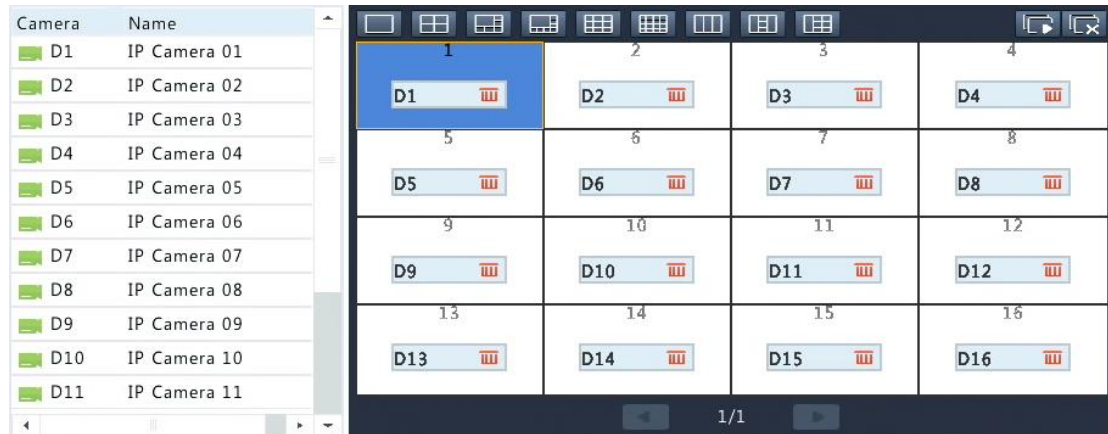 Camera Name
D1 IP Camera 01
D2 IP Camera 02
D3 IP Camera 03
D4 IP Camera 04
D5 IP Camera 05
D6 IP Camera 06
D7 IP Camera 07
D8 IP Camera 08
D9 IP Camera 09
D10 IP Camera 10
D11 IP Camera 11
1 2 3 4
D1 D2 D3 D4
5 6 7 8
D5 D6 D7 D8
9 10 11 12
D9 D10 D11 D12
13 14 15 16
D13 D14 D15 D16
1/1